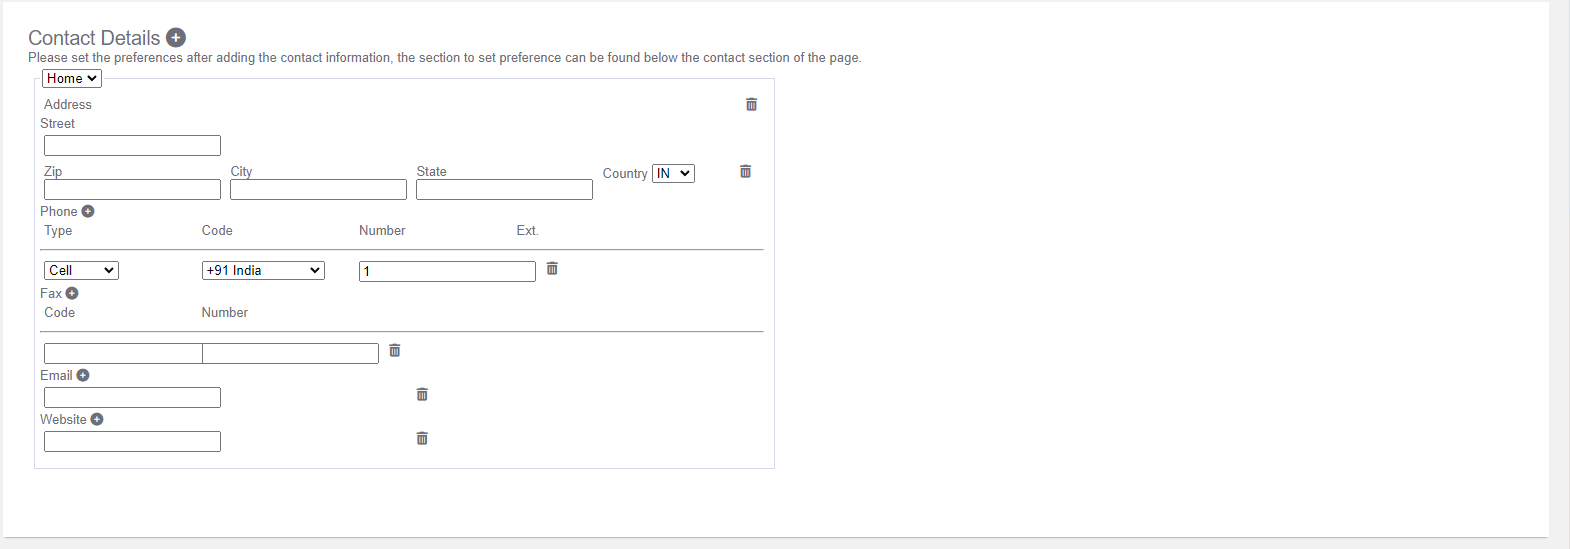 Contact Details
Please set the preferences after adding the contact information, the section to set preference can be found below the contact section of the page.
Home
Address
Street
Zip City State Country IN
Phone
Type Code Number Ext.
Cell +91 India 1
Fax
Code Number
Email
Website